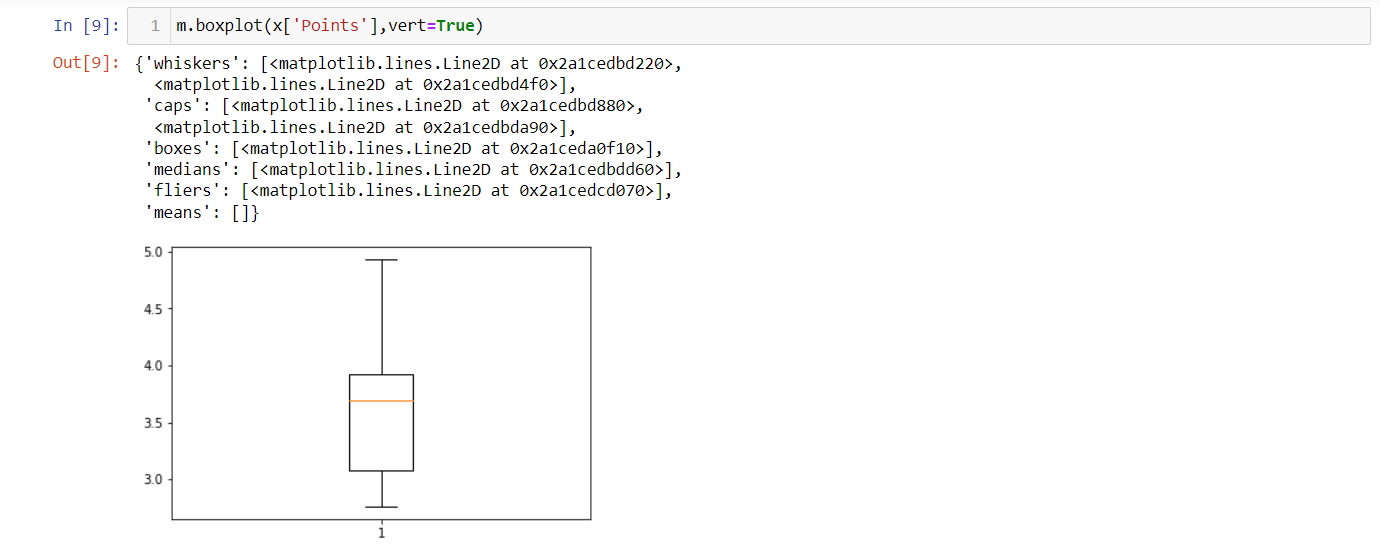 In [9]: 1 m.boxplot(x['Points'],vert=True)
Out[9]: {'whiskers': [<matplotlib.lines.Line2D at 0x2a1cedbd220>,
<matplotlib.lines.Line2D at 0x2a1cedbd4f0>],
'caps': [<matplotlib.lines.Line2D at 0x2a1cedbd880>,
<matplotlib.lines.Line2D at 0x2a1cedbda90>],
'boxes': [<matplotlib.lines.Line2D at 0x2a1ceda0f10>],
'medians': [<matplotlib.lines.Line2D at 0x2a1cedbdd60>],
'fliers': [<matplotlib.lines.Line2D at 0x2a1cedcd070>],
'means': []}
5.0
4.5
4.0
3.5
3.0
1